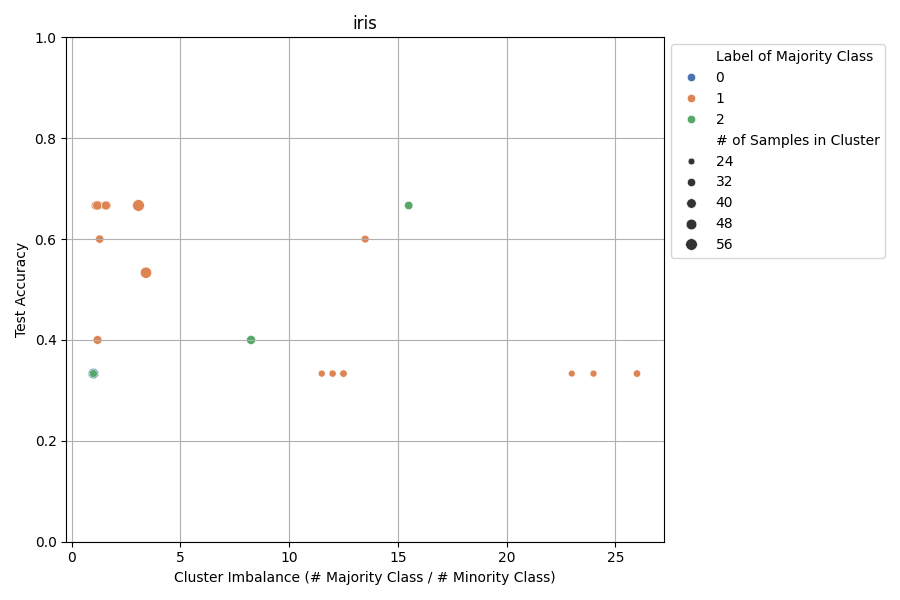 iris
1.0
0.8
0.6
0.4
0.2
0.0
Test Accuracy
0 5 10 15 20 25
Cluster Imbalance (# Majority Class / # Minority Class)
Label of Majority Class
0
1
2
# of Samples in Cluster
24
32
40
48
56